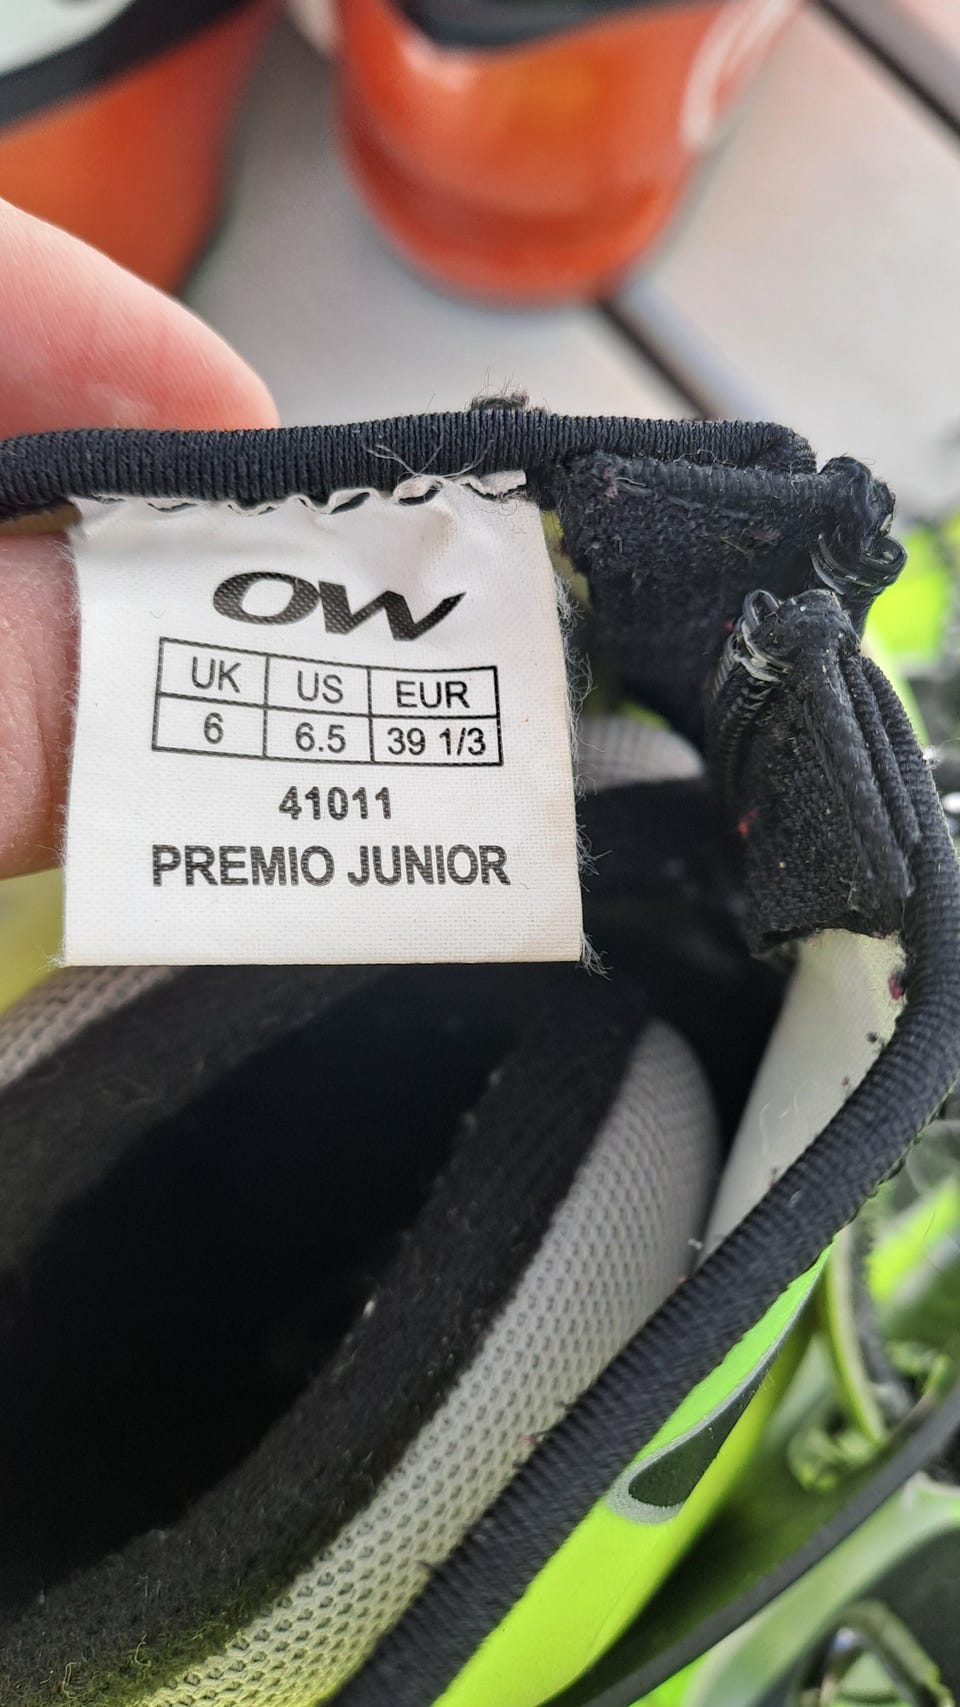 OW
UK US EUR
6 6.5 39 1/3
41011
PREMIO JUNIOR